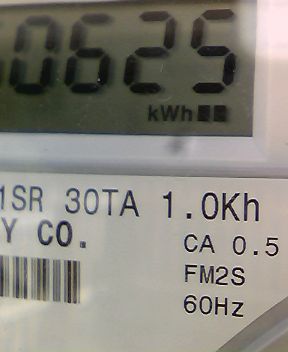 0625
kWh
1SR 30TA 1.0Kh
Y CO.
CA 0.5
FM2S
60Hz